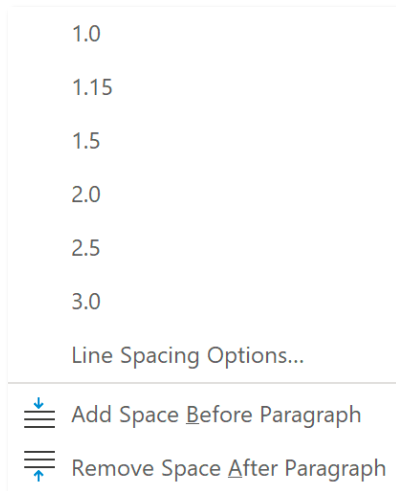 1.0
1.15
1.5
2.0
2.5
3.0
Line Spacing Options...
Add Space Before Paragraph
Remove Space After Paragraph